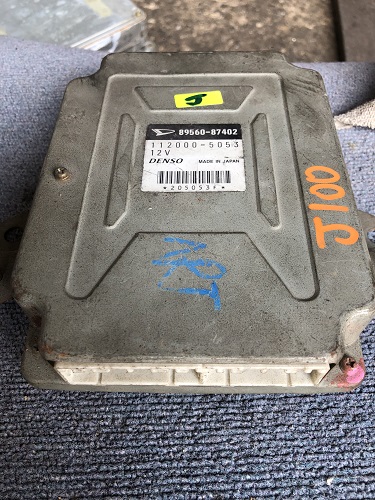 J
89560-87402
112000-5053
12V
DENSO MADE IN JAPAN
*205053F*
J100